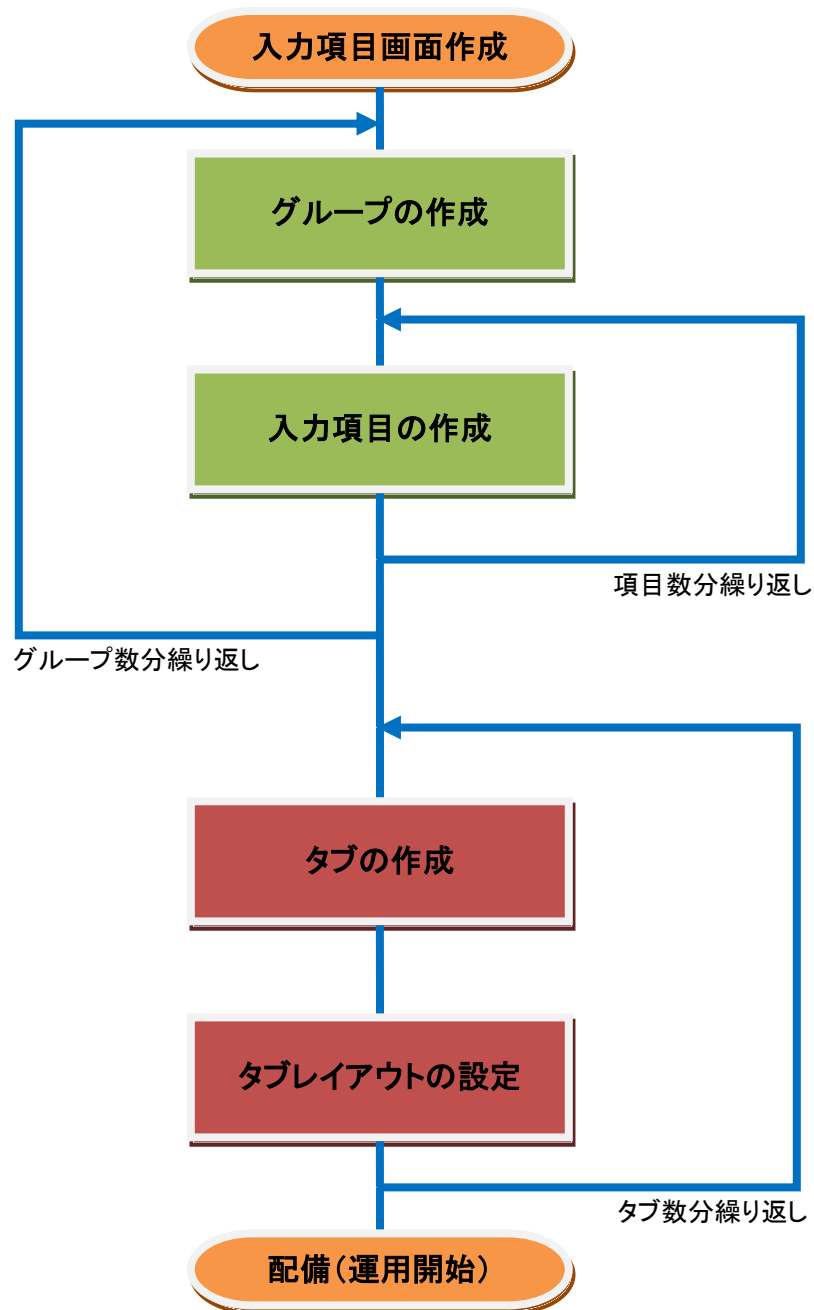 入力項目画面作成
グループの作成
入力項目の作成
項目数分繰り返し
グループ数分繰り返し
タブの作成
タブレイアウトの設定
タブ数分繰り返し
配備（運用開始）